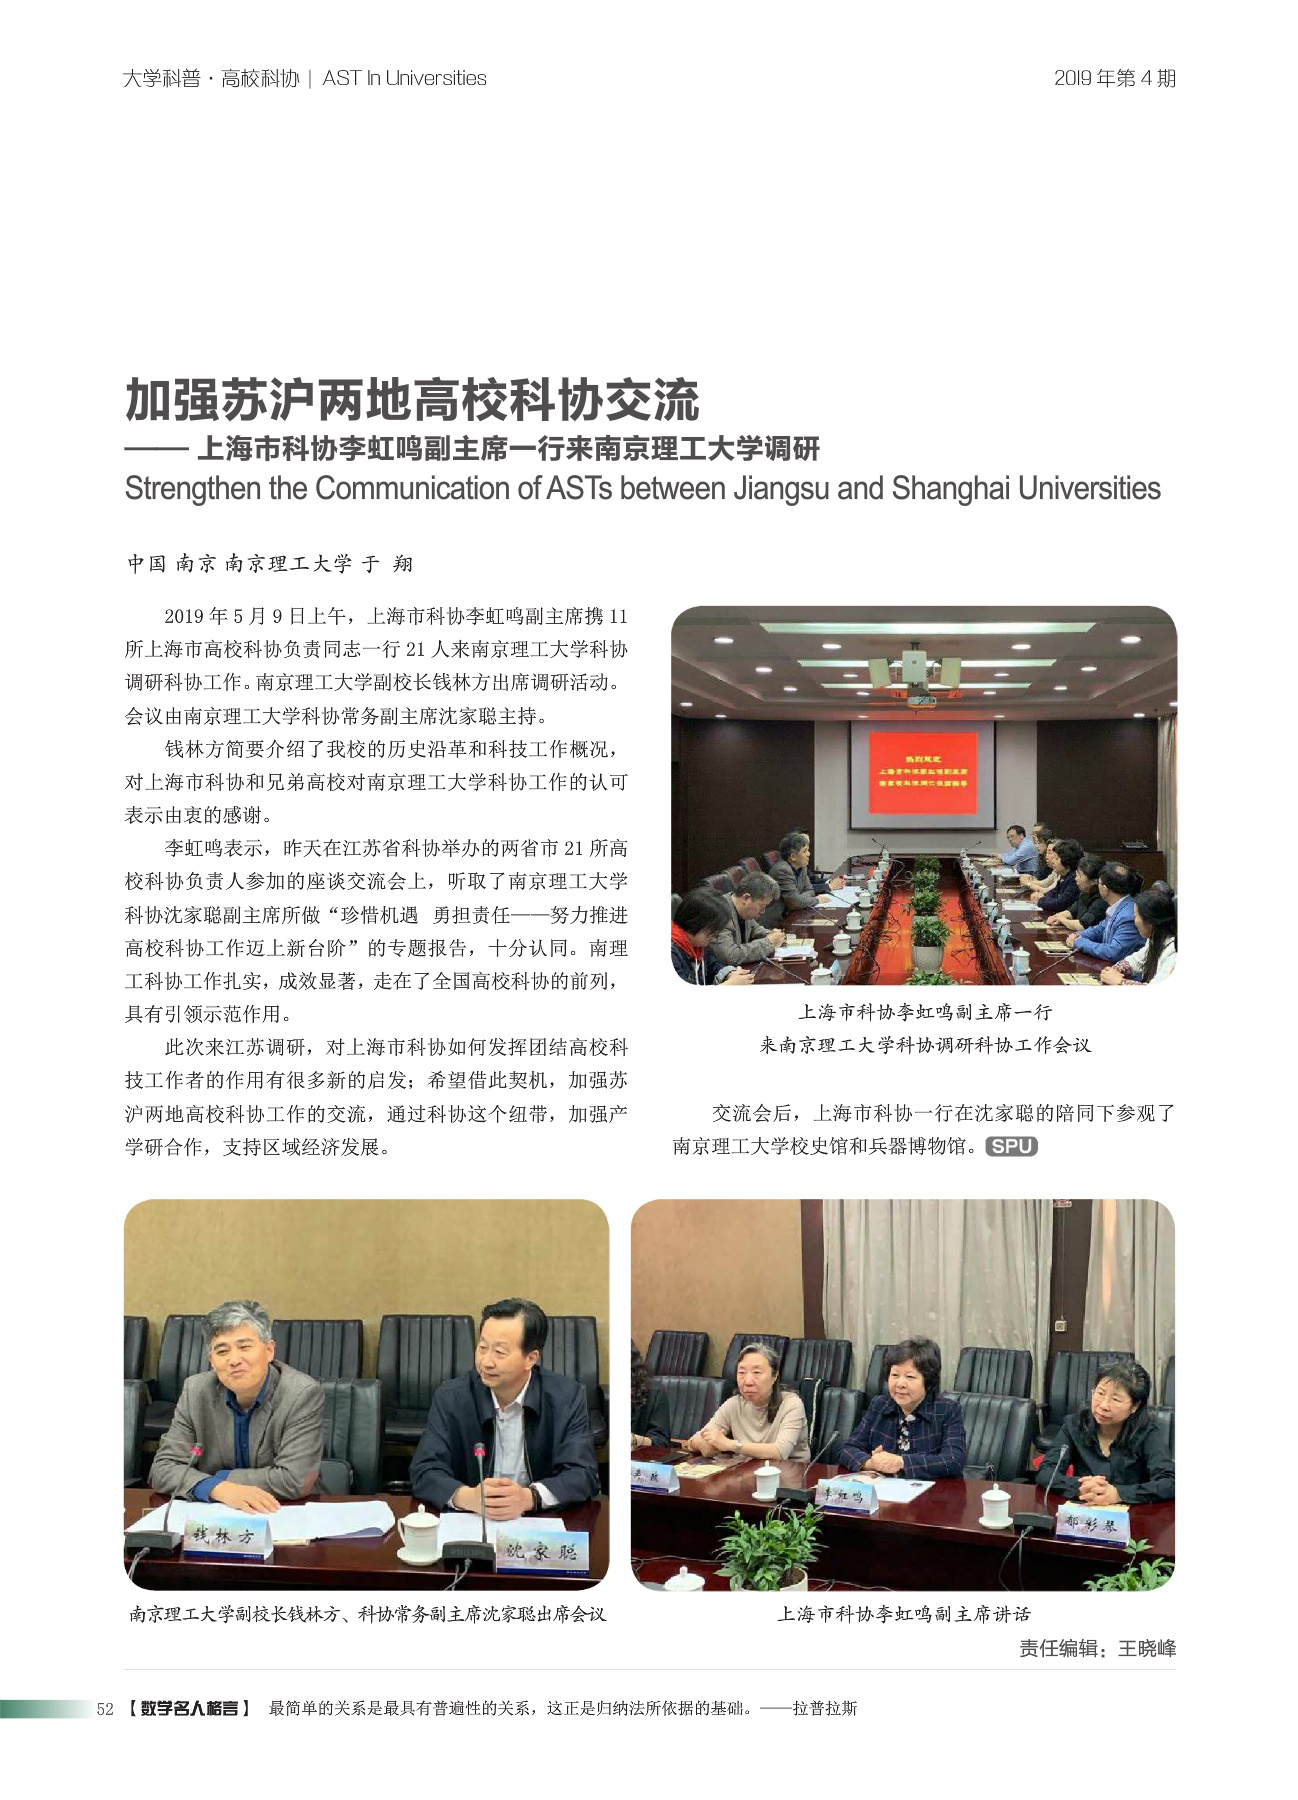 大学科普·高校科协 | AST In Universities
2019 年第 4 期
加强苏沪两地高校科协交流
—— 上海市科协李虹鸣副主席一行来南京理工大学调研
Strengthen the Communication of ASTs between Jiangsu and Shanghai Universities
中国 南京 南京理工大学 于 翔
2019 年 5 月 9 日上午，上海市科协李虹鸣副主席携 11
所上海市高校科协负责同志一行 21 人来南京理工大学科协
调研科协工作。南京理工大学副校长钱林方出席调研活动。
会议由南京理工大学科协常务副主席沈家聪主持。
钱林方简要介绍了我校的历史沿革和科技工作概况，
对上海市科协和兄弟高校对南京理工大学科协工作的认可
表示由衷的感谢。
李虹鸣表示，昨天在江苏省科协举办的两省市 21 所高
校科协负责人参加的座谈交流会上，听取了南京理工大学
科协沈家聪副主席所做“珍惜机遇 勇担责任——努力推进
高校科协工作迈上新台阶”的专题报告，十分认同。南理
工科协工作扎实，成效显著，走在了全国高校科协的前列，
具有引领示范作用。
此次来江苏调研，对上海市科协如何发挥团结高校科
技工作者的作用有很多新的启发；希望借此契机，加强苏
沪两地高校科协工作的交流，通过科协这个纽带，加强产
学研合作，支持区域经济发展。
上海市科协李虹鸣副主席一行
来南京理工大学科协调研科协工作会议
交流会后，上海市科协一行在沈家聪的陪同下参观了
南京理工大学校史馆和兵器博物馆。SPU
钱林方
沈家聪
李虹鸣
郝彩琴
南京理工大学副校长钱林方、科协常务副主席沈家聪出席会议
上海市科协李虹鸣副主席讲话
责任编辑：王晓峰
52 【数学名人格言】 最简单的关系是最具有普遍性的关系，这正是归纳法所依据的基础。——拉普拉斯